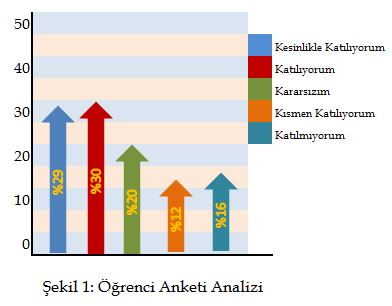 50
40
30
20
10
0
%29
%30
%20
%12
%16
Kesinlikle Katılıyorum
Katılıyorum
Kararsızım
Kısmen Katılıyorum
Katılmıyorum
Şekil 1: Öğrenci Anketi Analizi